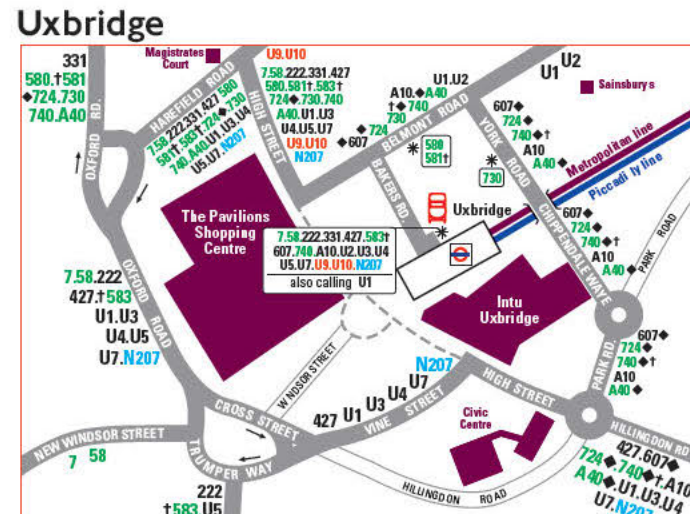 Uxbridge
331
580.†581
◆724.730
740.A40
OXFORD RD.
Magistrates
Court
HAREFIELD ROAD
7.58.222.331.427 580
581†.583†.724◆.730
740.A40.U1.U3.U4
U5.U7.N207
HIGH STREET
U9.U10
7.58.222.331.427
580.581†.583†
724◆.730.740
A40.U1.U3
U4.U5.U7
U9.U10
N207
◆607
◆724
730
†◆740
A10.◆A40
U1.U2
BELMONT ROAD
580
581†
BAKERS RD.
YORK ROAD
730
U1 U2
Sainsburys
607◆
724◆
740◆†
A10
A40◆
Metropolitan line
Piccadilly line
CHIPPENDALE WAYE
607◆
724◆
740◆†
A10
A40◆
PARK ROAD
The Pavilions
Shopping
Centre
Uxbridge
7.58.222.331.427.583†
607.740.A10.U2.U3.U4
U5.U7.U9.U10.N207
also calling U1
Intu
Uxbridge
7.58.222
427.†583
U1.U3
U4.U5
U7.N207
OXFORD ROAD
WINDSOR STREET
N207
HIGH STREET
PARK RD.
607◆
724◆
740◆†
A10
A40◆
CROSS STREET
427 U1 U3 U4 U7
VINE STREET
Civic
Centre
NEW WINDSOR STREET
7 58
TRUMPER WAY
222
†583 U5
HILLINGDON ROAD
HILLINGDON RD
427.607◆
724◆.740◆†.A10
A40◆.U1.U3.U4
U7.N207